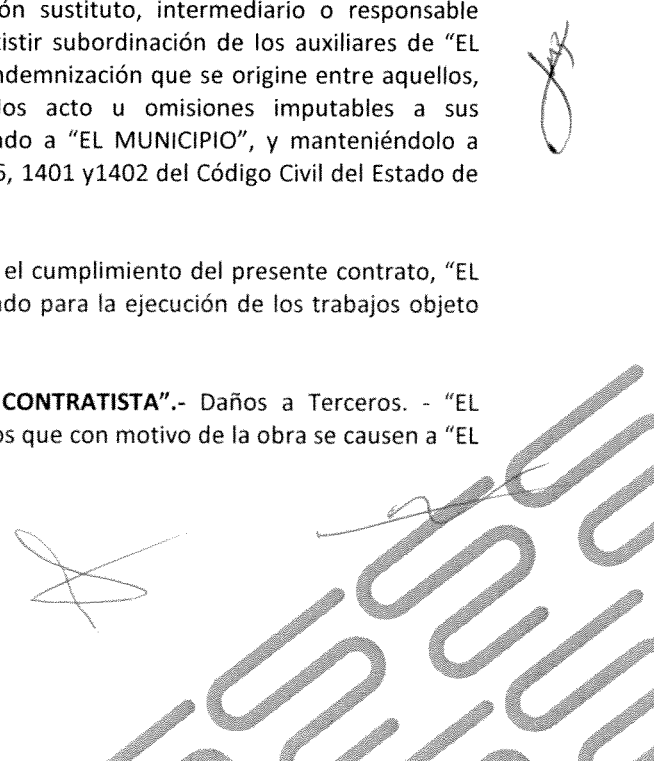 ón sustituto, intermediario o responsable
istir subordinación de los auxiliares de “EL
ndemnización que se origine entre aquellos,
los acto u omisiones imputables a sus
ndo a “EL MUNICIPIO”, y manteniéndolo a
6, 1401 y1402 del Código Civil del Estado de
el cumplimiento del presente contrato, “EL
ado para la ejecución de los trabajos objeto
CONTRATISTA”.- Daños a Terceros. - “EL
os que con motivo de la obra se causen a “EL